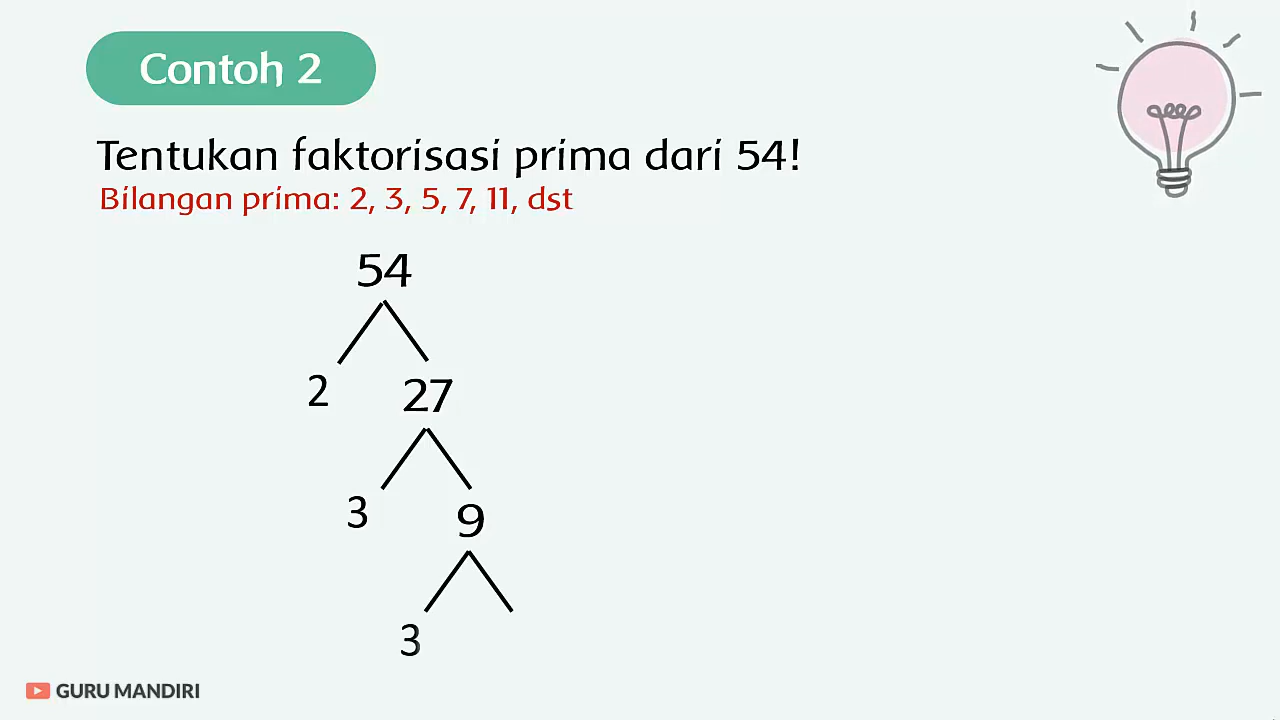 Contoh 2
Tentukan faktorisasi prima dari 54!
Bilangan prima: 2, 3, 5, 7, 11, dst
54
2 27
3 9
3
GURU MANDIRI